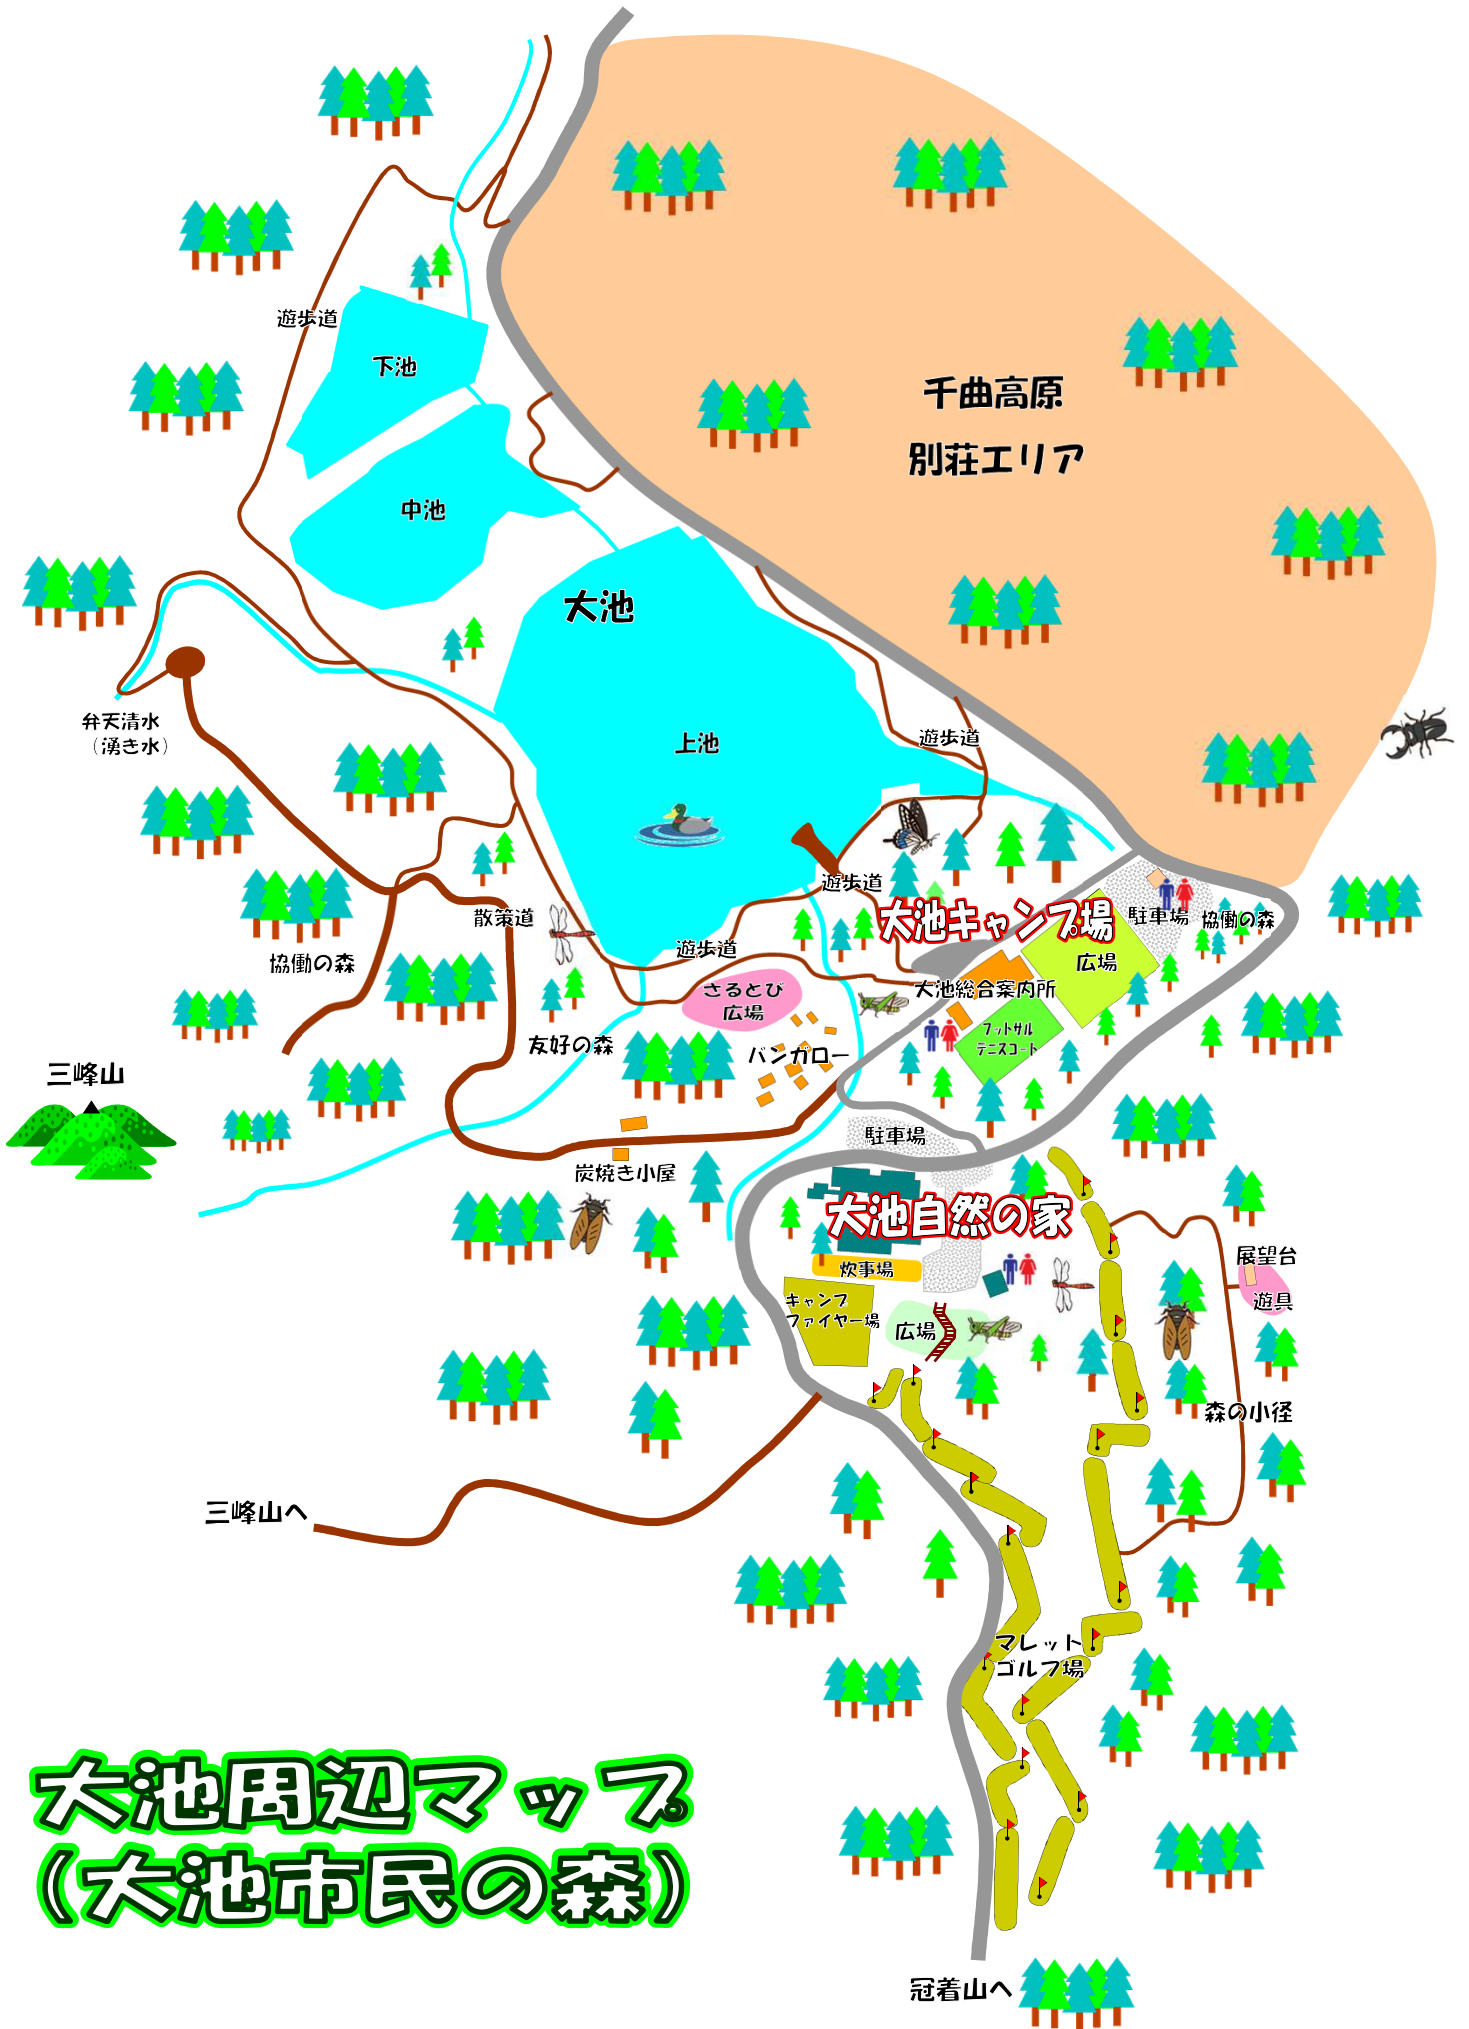 遊歩道
下池
千曲高原
別荘エリア
中池
大池
弁天清水
（湧き水）
上池
遊歩道
遊歩道
大池キャンプ場
駐車場
協働の森
散策道
遊歩道
協働の森
広場
さるとび
広場
大池総合案内所
フットサル
テニスコート
友好の森
バンガロー
三峰山
駐車場
炭焼き小屋
大池自然の家
展望台
炊事場
遊具
キャンプ
ファイヤー場
広場
森の小径
三峰山へ
マレット
ゴルフ場
大池周辺マップ
（大池市民の森）
冠着山へ